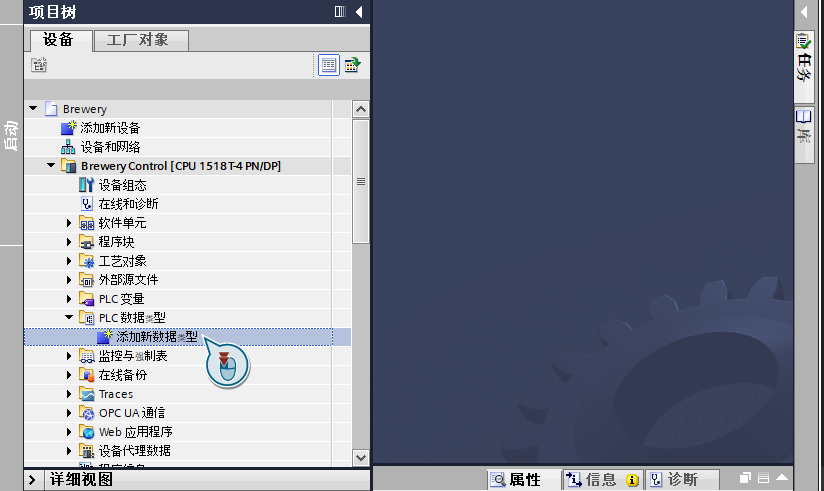 项目树
设备
工厂对象
Brewery
添加新设备
设备和网络
Brewery Control [CPU 1518T-4 PN/DP]
设备组态
在线和诊断
软件单元
程序块
工艺对象
外部源文件
PLC 变量
PLC 数据类型
添加新数据类型
监控与强制表
在线备份
Traces
OPC UA 通信
Web 应用程序
设备代理数据
程序信息
详细视图
启动
属性
信息
诊断
任务
库